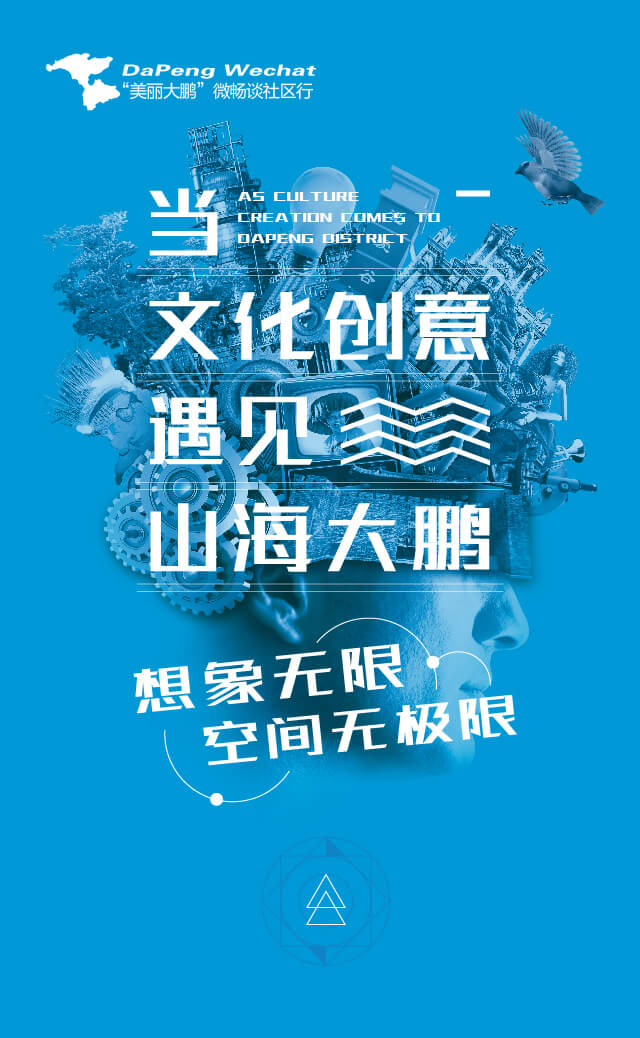 DaPeng Wechat
“美丽大鹏”微畅谈社区行
当
AS CULTURE
CREATION COMES TO
DAPENG DISTRICT
文化创意
遇见
山海大鹏
想象无限
空间无极限